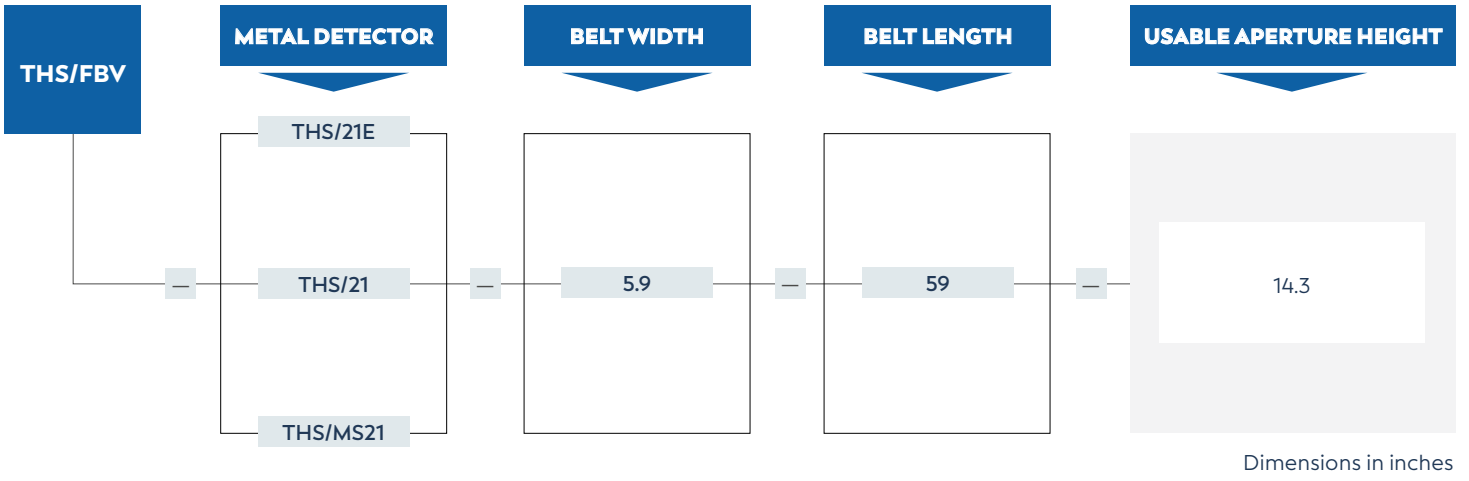 THS/FBV
METAL DETECTOR
BELT WIDTH
BELT LENGTH
USABLE APERTURE HEIGHT
THS/21E
—
THS/21
—
5.9
—
59
—
14.3
THS/MS21
Dimensions in inches